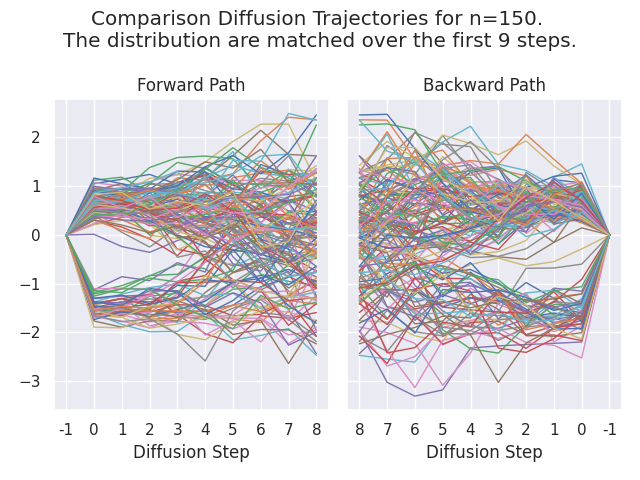 Comparison Diffusion Trajectories for n=150.
The distribution are matched over the first 9 steps.
Forward Path
Backward Path
2
1
0
−1
−2
−3
-1 0 1 2 3 4 5 6 7 8
8 7 6 5 4 3 2 1 0 -1
Diffusion Step
Diffusion Step